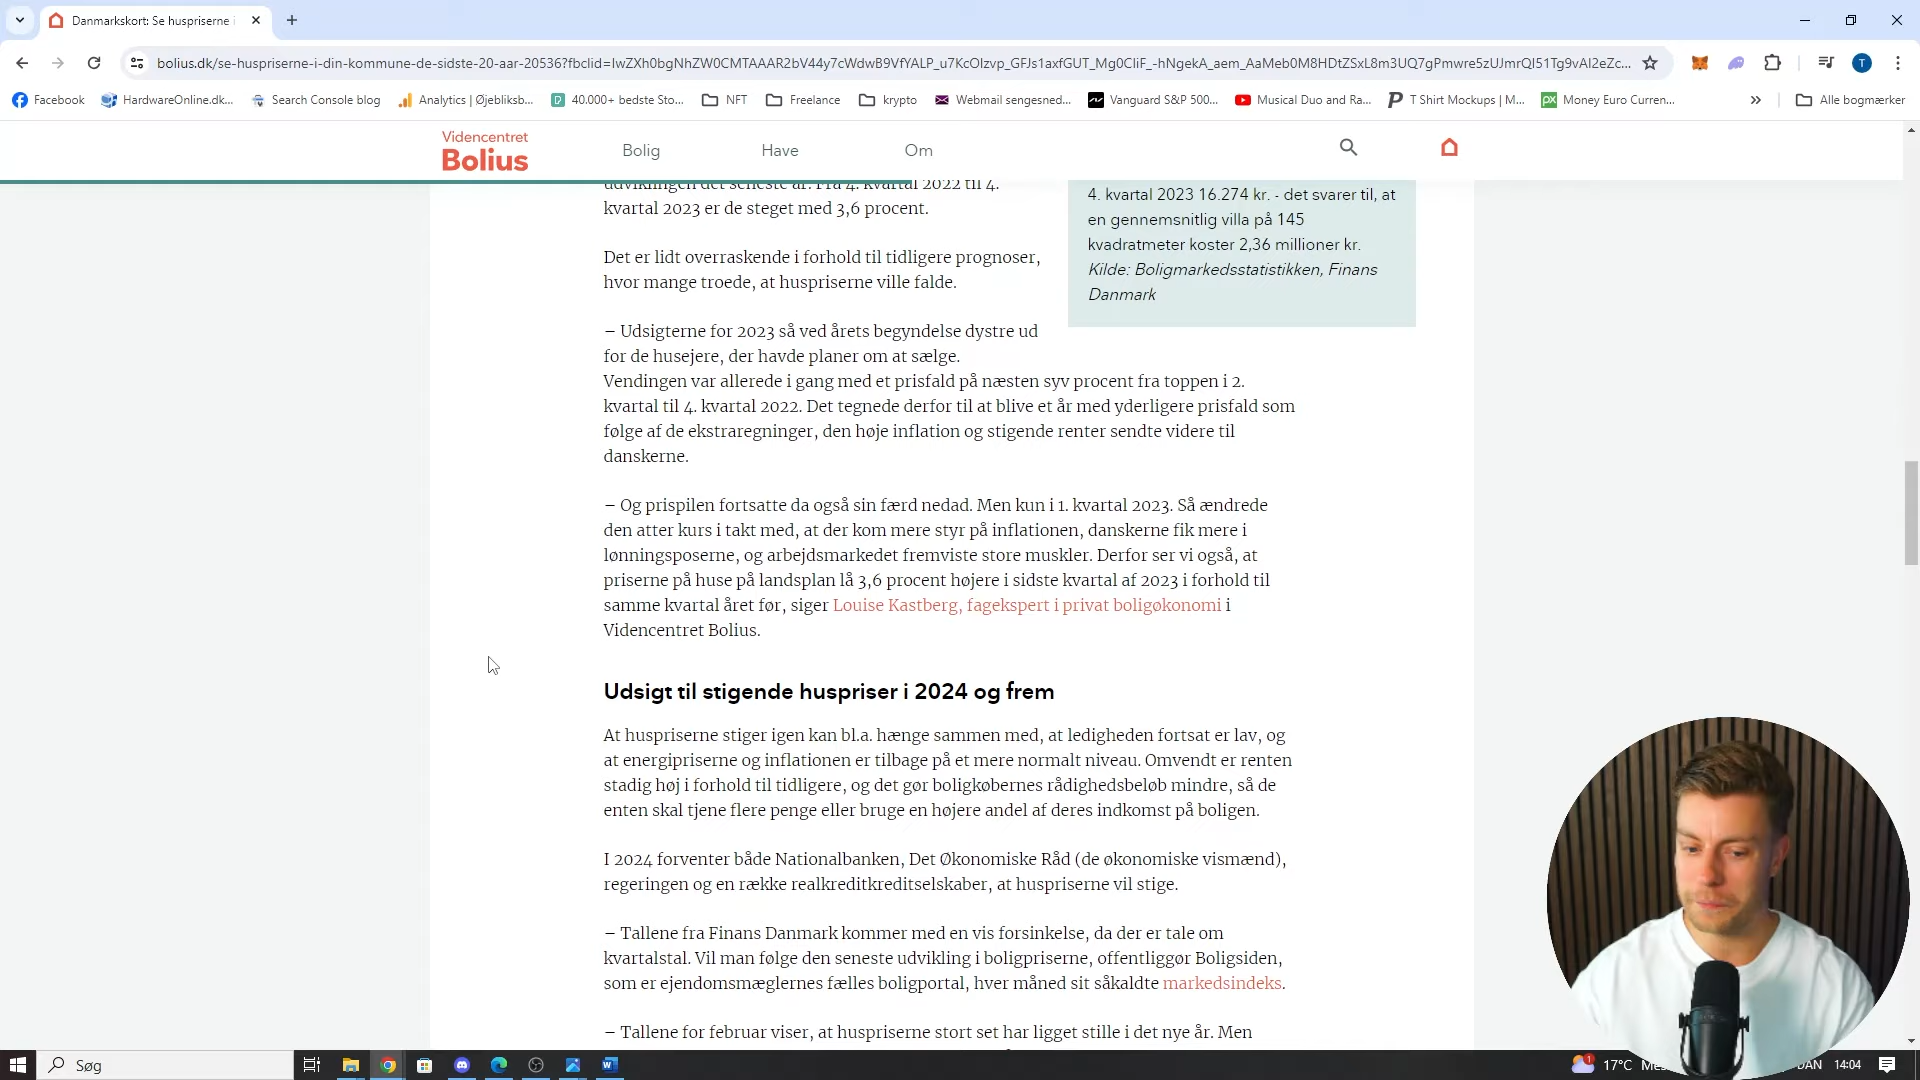 Danmarkskort: Se huspriserne i
bolius.dk/se-huspriserne-i-din-kommune-de-sidste-20-aar-20536?fbclid=IwZXh0bgNhZW0CMTAAAR2bV44y7cWdwB9VfYALP_u7KcOIzvp_GFJs1axfGUT_Mg0CliF_-hNgekA_aem_AaMeb0M8HDtZSxL8m3UQ7gPmwre5zUJmrQI51Tg9vAI2eZc...
Facebook HardwareOnline.dk... Search Console blog Analytics | Øjebliksb... 40.000+ bedste Sto... NFT Freelance krypto Webmail sengesned... Vanguard S&P 500... Musical Duo and Ra... T Shirt Mockups | M... Money Euro Curren... Alle bogmærker
Videncentret
Bolius
Bolig Have Om
udviklingen det seneste år. Fra 4. kvartal 2022 til 4.
kvartal 2023 er de steget med 3,6 procent.
4. kvartal 2023 16.274 kr. - det svarer til, at
en gennemsnitlig villa på 145
kvadratmeter koster 2,36 millioner kr.
Kilde: Boligmarkedsstatistikken, Finans
Danmark
Det er lidt overraskende i forhold til tidligere prognoser,
hvor mange troede, at huspriserne ville falde.
– Udsigterne for 2023 så ved årets begyndelse dystre ud
for de husejere, der havde planer om at sælge.
Vendingen var allerede i gang med et prisfald på næsten syv procent fra toppen i 2.
kvartal til 4. kvartal 2022. Det tegnede derfor til at blive et år med yderligere prisfald som
følge af de ekstraregninger, den høje inflation og stigende renter sendte videre til
danskerne.
– Og prispilen fortsatte da også sin færd nedad. Men kun i 1. kvartal 2023. Så ændrede
den atter kurs i takt med, at der kom mere styr på inflationen, danskerne fik mere i
lønningsposerne, og arbejdsmarkedet fremviste store muskler. Derfor ser vi også, at
priserne på huse på landsplan lå 3,6 procent højere i sidste kvartal af 2023 i forhold til
samme kvartal året før, siger Louise Kastberg, fagekspert i privat boligøkonomi i
Videncentret Bolius.
Udsigt til stigende huspriser i 2024 og frem
At huspriserne stiger igen kan bl.a. hænge sammen med, at ledigheden fortsat er lav, og
at energipriserne og inflationen er tilbage på et mere normalt niveau. Omvendt er renten
stadig høj i forhold til tidligere, og det gør boligkøbernes rådighedsbeløb mindre, så de
enten skal tjene flere penge eller bruge en højere andel af deres indkomst på boligen.
I 2024 forventer både Nationalbanken, Det Økonomiske Råd (de økonomiske vismænd),
regeringen og en række realkreditkreditselskaber, at huspriserne vil stige.
– Tallene fra Finans Danmark kommer med en vis forsinkelse, da der er tale om
kvartalstal. Vil man følge den seneste udvikling i boligpriserne, offentliggør Boligsiden,
som er ejendomsmæglernes fælles boligportal, hver måned sit såkaldte markedsindeks.
– Tallene for februar viser, at huspriserne stort set har ligget stille i det nye år. Men
Søg
17°C
DAN 14:04